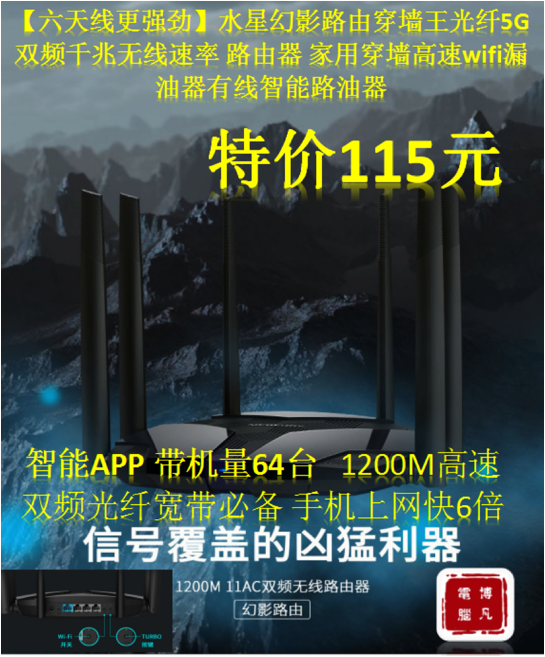 【六天线更强劲】水星幻影路由穿墙王光纤5G
双频千兆无线速率 路由器 家用穿墙高速wifi漏
油器有线智能路油器
特价115元
智能APP 带机量64台 1200M高速
双频光纤宽带必备 手机上网快6倍
信号覆盖的凶猛利器
1200M 11AC双频无线路由器
幻影路由
Wi-Fi
开关
TURBO
按键
博凡
電腦